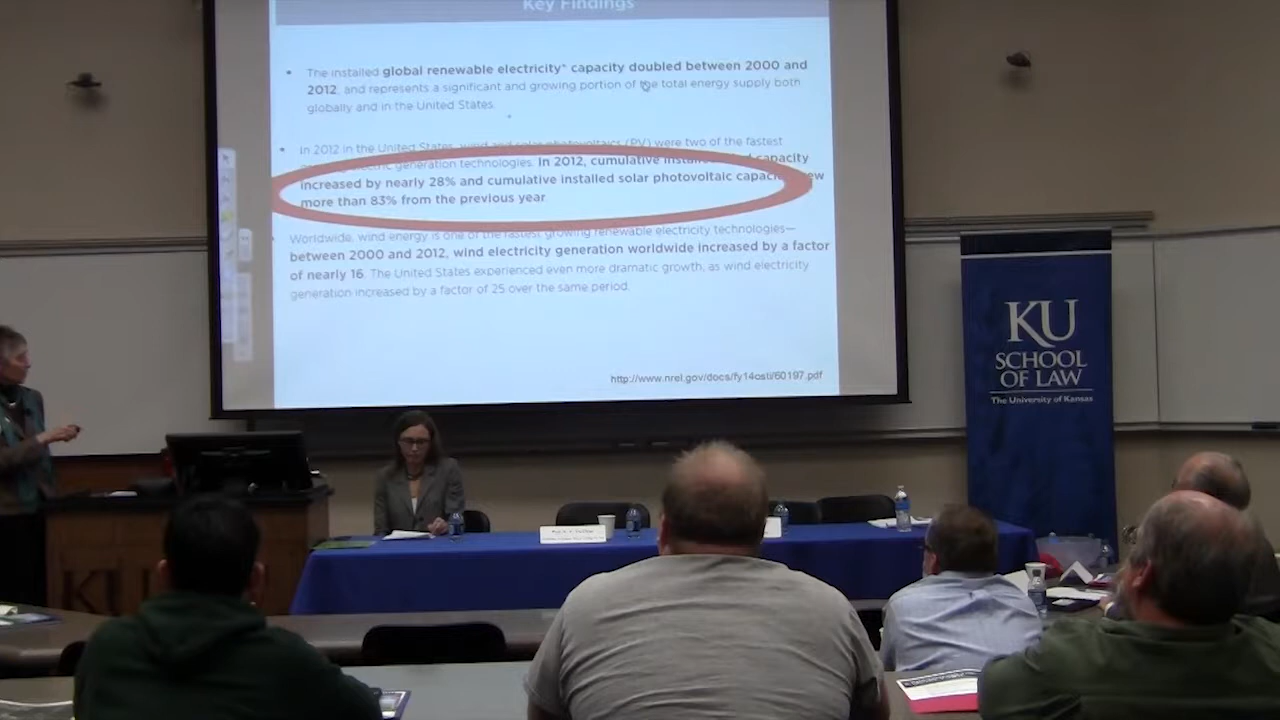 Key Findings
• The installed global renewable electricity* capacity doubled between 2000 and
2012, and represents a significant and growing portion of the total energy supply both
globally and in the United States.
• In 2012 in the United States, wind and solar photovoltaics (PV) were two of the fastest
electric generation technologies. In 2012, cumulative capacity
increased by nearly 28% and cumulative installed solar photovoltaic
more than 83% from the previous year
Worldwide, wind energy is one of the fastest growing renewable electricity technologies—
between 2000 and 2012, wind electricity generation worldwide increased by a factor
of nearly 16. The United States experienced even more dramatic growth, as wind electricity
generation increased by a factor of 25 over the same period.
http://www.nrel.gov/docs/fy14osti/60197.pdf
KU
SCHOOL
OF LAW
The University of Kansas
KU